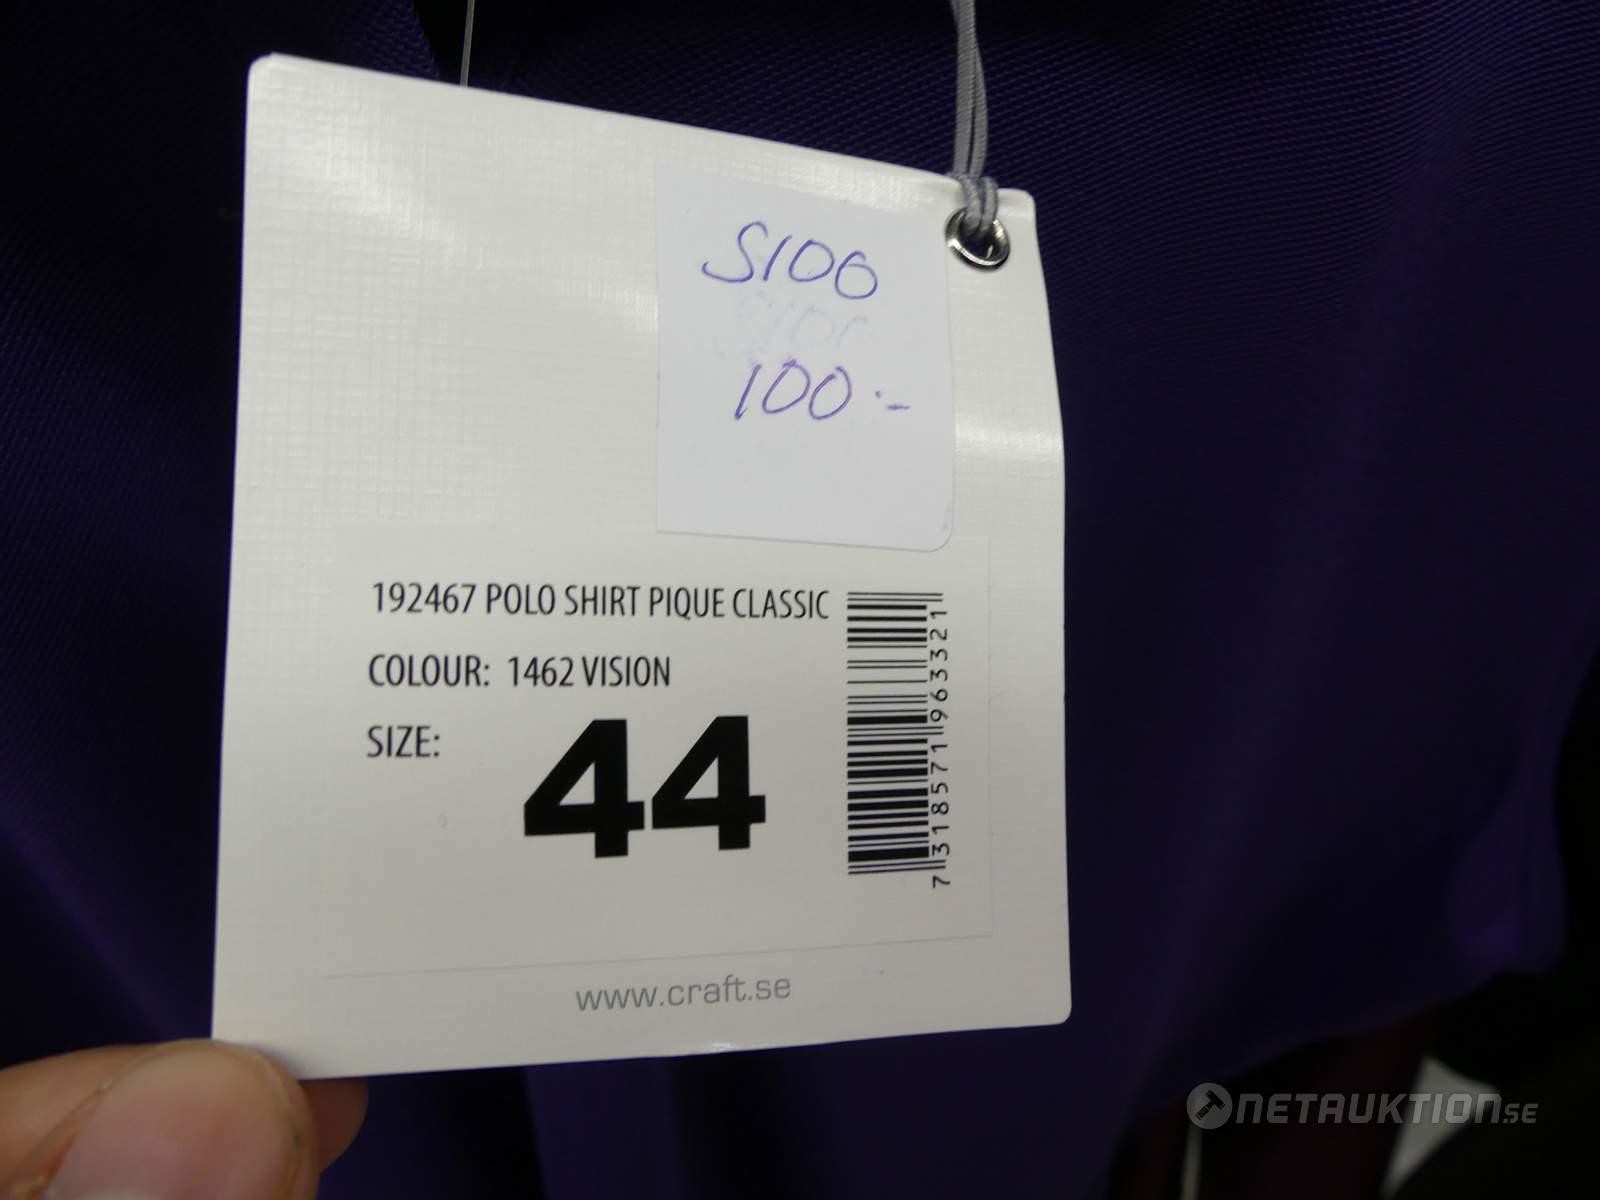 S100
100.-
192467 POLO SHIRT PIQUE CLASSIC
COLOUR: 1462 VISION
SIZE: 44
7318571963321
www.craft.se
NETAUKTION.SE